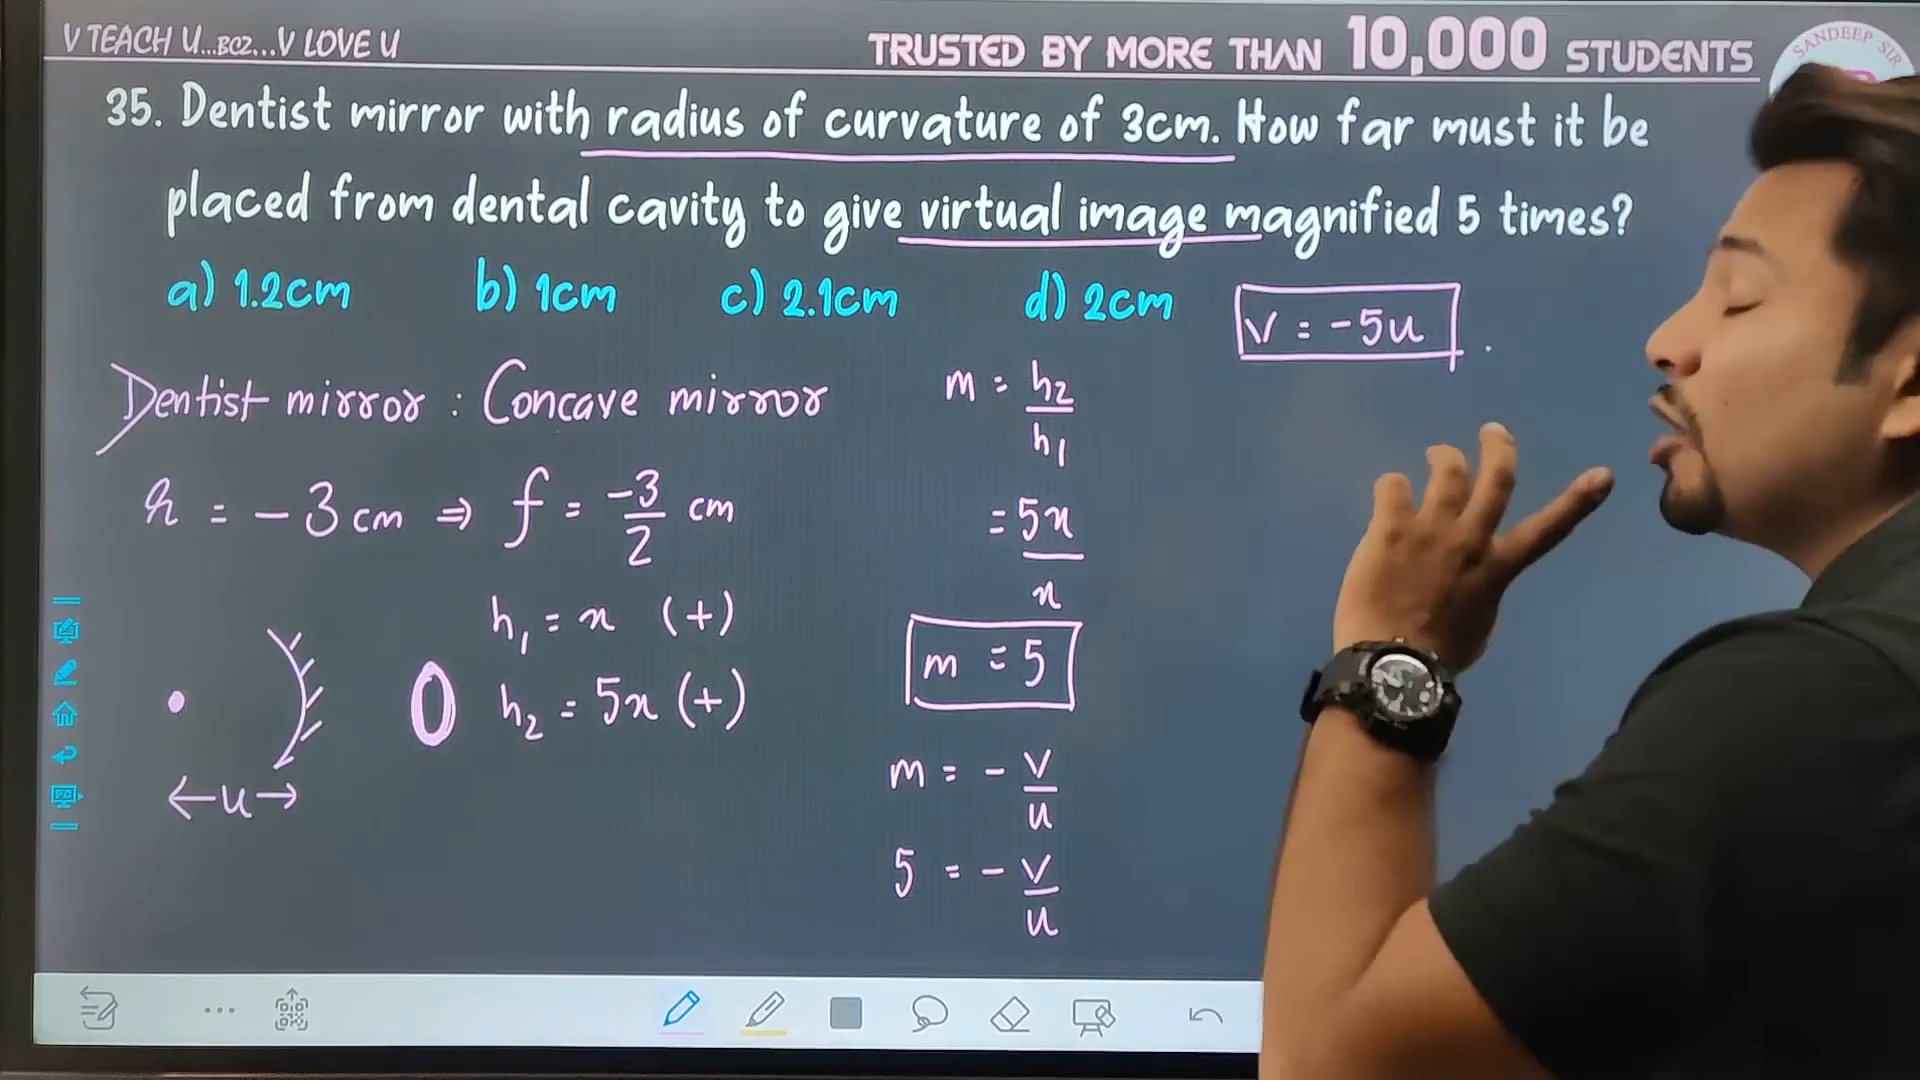 V TEACH U...BCZ...V LOVE U
TRUSTED BY MORE THAN 10,000 STUDENTS
SANDEEP SIR
35. Dentist mirror with radius of curvature of 3cm. How far must it be
placed from dental cavity to give virtual image magnified 5 times?
a) 1.2cm b) 1cm c) 2.1cm d) 2cm
V = -5u
Dentist mirror : Concave mirror
r = -3 cm ⇒ f = -3/2 cm
h₁ = x (+)
h₂ = 5x (+)
←u→
m = h₂/h₁
= 5x/x
m = 5
m = - v/u
5 = - v/u